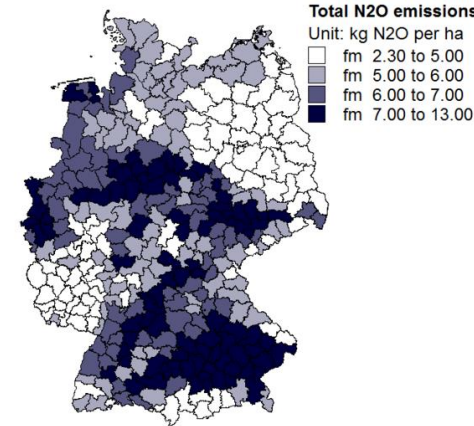 Total N2O emissions
Unit: kg N2O per ha
fm 2.30 to 5.00
fm 5.00 to 6.00
fm 6.00 to 7.00
fm 7.00 to 13.00